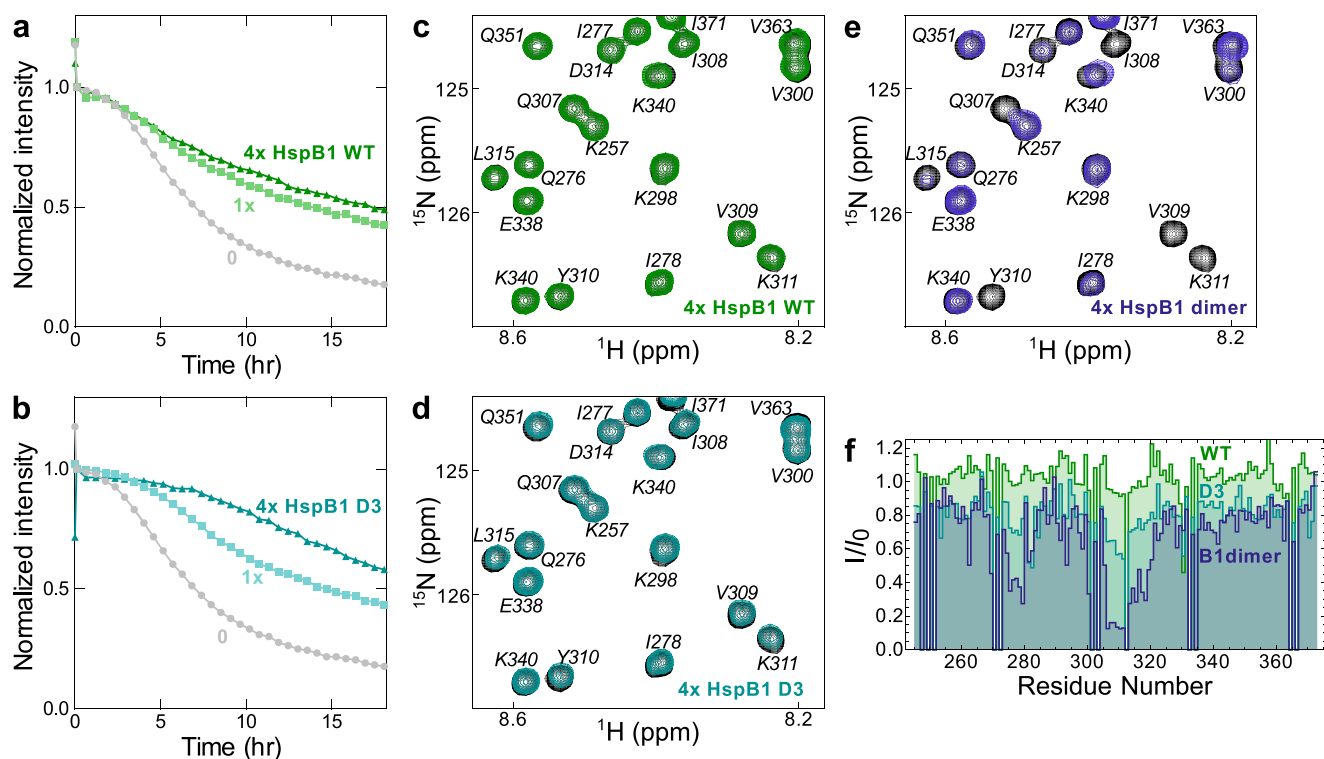 a
Normalized intensity
1.0
0.5
0.0
4x HspB1 WT
1x
0
0
5
10
15
Time (hr)
b
Normalized intensity
1.0
0.5
0.0
4x HspB1 D3
1x
0
0
5
10
15
Time (hr)
c
Q351
I277
I371
V363
D314
I308
Q307
K340
V300
K257
L315
Q276
K298
E338
V309
K340
Y310
I278
K311
4x HspB1 WT
125
126
15N (ppm)
8.6
8.2
1H (ppm)
d
Q351
I277
I371
V363
D314
I308
Q307
K340
V300
K257
L315
Q276
K298
E338
V309
K340
Y310
I278
K311
4x HspB1 D3
125
126
15N (ppm)
8.6
8.2
1H (ppm)
e
Q351
I277
I371
V363
D314
I308
Q307
K340
V300
K257
L315
Q276
K298
E338
V309
K340
Y310
I278
K311
4x HspB1 dimer
125
126
15N (ppm)
8.6
8.2
1H (ppm)
f
I/I0
1.2
1.0
0.8
0.6
0.4
0.2
0.0
WT
D3
B1dimer
260
280
300
320
340
360
Residue Number